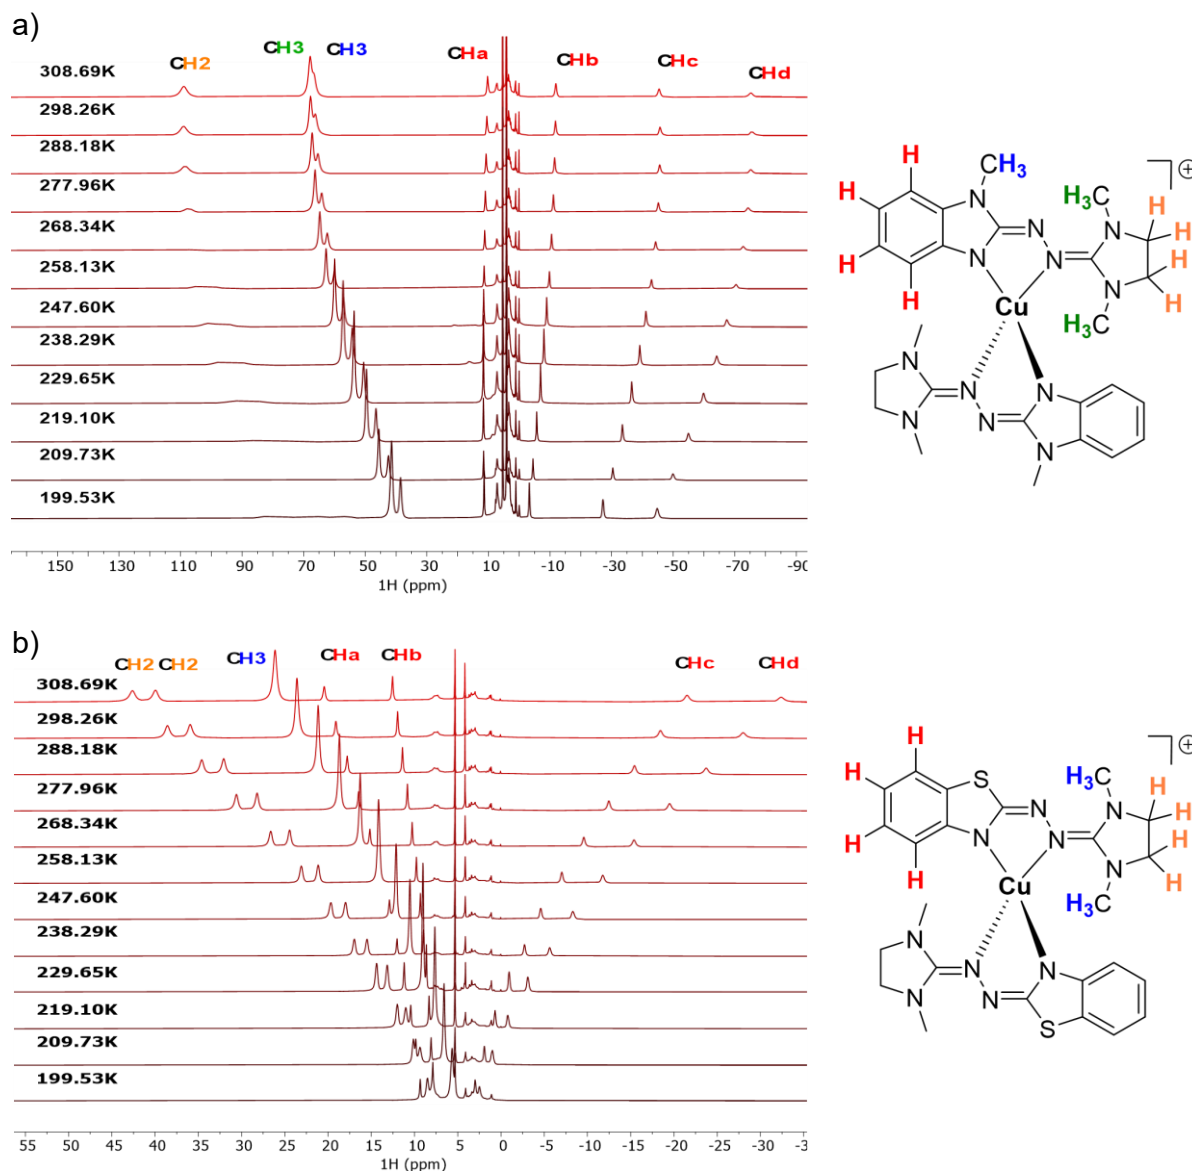 a)
CH2 CH3 CH3 CHa CHb CHc CHd
308.69K
298.26K
288.18K
277.96K
268.34K
258.13K
247.60K
238.29K
229.65K
219.10K
209.73K
199.53K
150 130 110 90 70 50 30 10 -10 -30 -50 -70 -90
1H (ppm)
H CH3 +
H N N H3C H
N H
H N N H
H N H
Cu H3C
N N N
N N N
b)
CH2 CH2 CH3 CHa CHb CHc CHd
308.69K
298.26K
288.18K
277.96K
268.34K
258.13K
247.60K
238.29K
229.65K
219.10K
209.73K
199.53K
55 50 45 40 35 30 25 20 15 10 5 0 -5 -10 -15 -20 -25 -30 -35
1H (ppm)
H +
H S N H3C H
N H
H N N H
H N H
Cu H3C
N N N
N N S